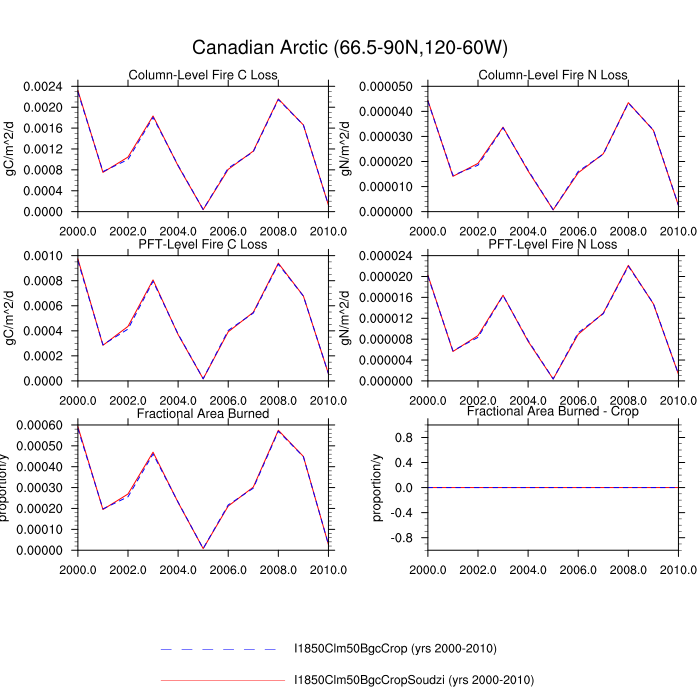 Canadian Arctic (66.5-90N,120-60W)
Column-Level Fire C Loss
gC/m^2/d
0.0024
0.0020
0.0016
0.0012
0.0008
0.0004
0.0000
2000.0 2002.0 2004.0 2006.0 2008.0 2010.0
Column-Level Fire N Loss
gN/m^2/d
0.000050
0.000040
0.000030
0.000020
0.000010
0.000000
2000.0 2002.0 2004.0 2006.0 2008.0 2010.0
PFT-Level Fire C Loss
gC/m^2/d
0.0010
0.0008
0.0006
0.0004
0.0002
0.0000
2000.0 2002.0 2004.0 2006.0 2008.0 2010.0
PFT-Level Fire N Loss
gN/m^2/d
0.000024
0.000020
0.000016
0.000012
0.000008
0.000004
0.000000
2000.0 2002.0 2004.0 2006.0 2008.0 2010.0
Fractional Area Burned
proportion/y
0.00060
0.00050
0.00040
0.00030
0.00020
0.00010
0.00000
2000.0 2002.0 2004.0 2006.0 2008.0 2010.0
Fractional Area Burned - Crop
proportion/y
0.8
0.4
0.0
-0.4
-0.8
2000.0 2002.0 2004.0 2006.0 2008.0 2010.0
I1850Clm50BgcCrop (yrs 2000-2010)
I1850Clm50BgcCropSoudzi (yrs 2000-2010)